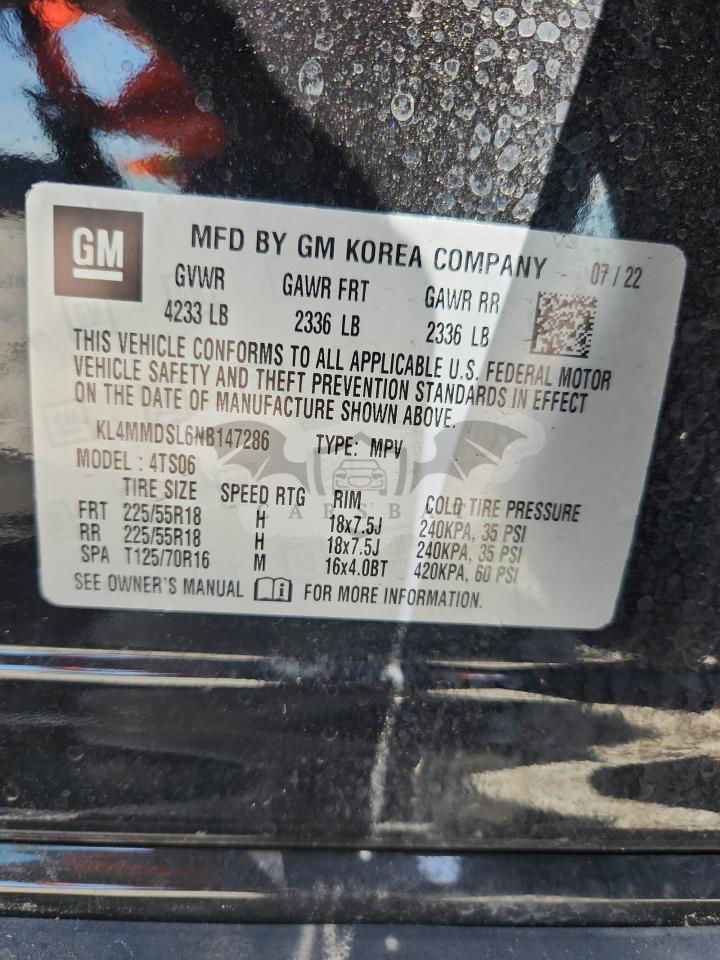 GM
MFD BY GM KOREA COMPANY 07 / 22
GVWR GAWR FRT GAWR RR
4233 LB 2336 LB 2336 LB
THIS VEHICLE CONFORMS TO ALL APPLICABLE U.S. FEDERAL MOTOR
VEHICLE SAFETY AND THEFT PREVENTION STANDARDS IN EFFECT
ON THE DATE OF MANUFACTURE SHOWN ABOVE.
KL4MMDSL6NB147286 TYPE: MPV
MODEL : 4TS06
TIRE SIZE SPEED RTG RIM COLD TIRE PRESSURE
FRT 225/55R18 H 18x7.5J 240KPA, 35 PSI
RR 225/55R18 H 18x7.5J 240KPA, 35 PSI
SPA T125/70R16 M 16x4.0BT 420KPA, 60 PSI
SEE OWNER'S MANUAL i FOR MORE INFORMATION.